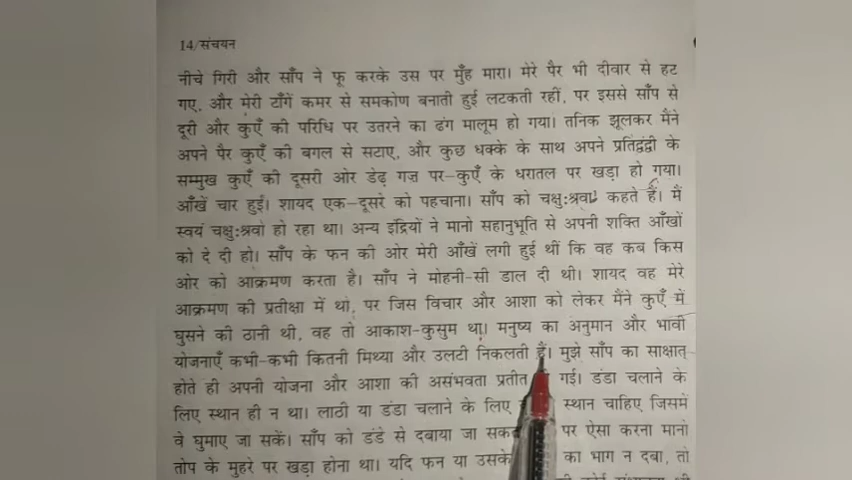 14/संचयन
नीचे गिरी और साँप ने फू करके उस पर मुँह मारा। मेरे पैर भी दीवार से हट
गए, और मेरी टाँगें कमर से समकोण बनाती हुई लटकती रहीं, पर इससे साँप से
दूरी और कुएँ की परिधि पर उतरने का ढंग मालूम हो गया। तनिक झूलकर मैंने
अपने पैर कुएँ की बगल से सटाए, और कुछ धक्के के साथ अपने प्रतिद्वंद्वी के
सम्मुख कुएँ की दूसरी ओर डेढ़ गज़ पर-कुएँ के धरातल पर खड़ा हो गया।
आँखें चार हुईं। शायद एक-दूसरे को पहचाना। साँप को चक्षुःश्रवा कहते हैं। मैं
स्वयं चक्षुःश्रवा हो रहा था। अन्य इंद्रियों ने मानो सहानुभूति से अपनी शक्ति आँखों
को दे दी हो। साँप के फन की ओर मेरी आँखें लगी हुई थीं कि वह कब किस
ओर को आक्रमण करता है। साँप ने मोहनी-सी डाल दी थी। शायद वह मेरे
आक्रमण की प्रतीक्षा में था, पर जिस विचार और आशा को लेकर मैंने कुएँ में
घुसने की ठानी थी, वह तो आकाश-कुसुम था। मनुष्य का अनुमान और भावी
योजनाएँ कभी-कभी कितनी मिथ्या और उलटी निकलती हैं। मुझे साँप का साक्षात्
होते ही अपनी योजना और आशा की असंभवता प्रतीत गई। डंडा चलाने के
लिए स्थान ही न था। लाठी या डंडा चलाने के लिए स्थान चाहिए जिसमें
वे घुमाए जा सकें। साँप को डंडे से दबाया जा पर ऐसा करना मानो
तोप के मुहरे पर खड़ा होना था। यदि फन या उसके का भाग न दबा, तो